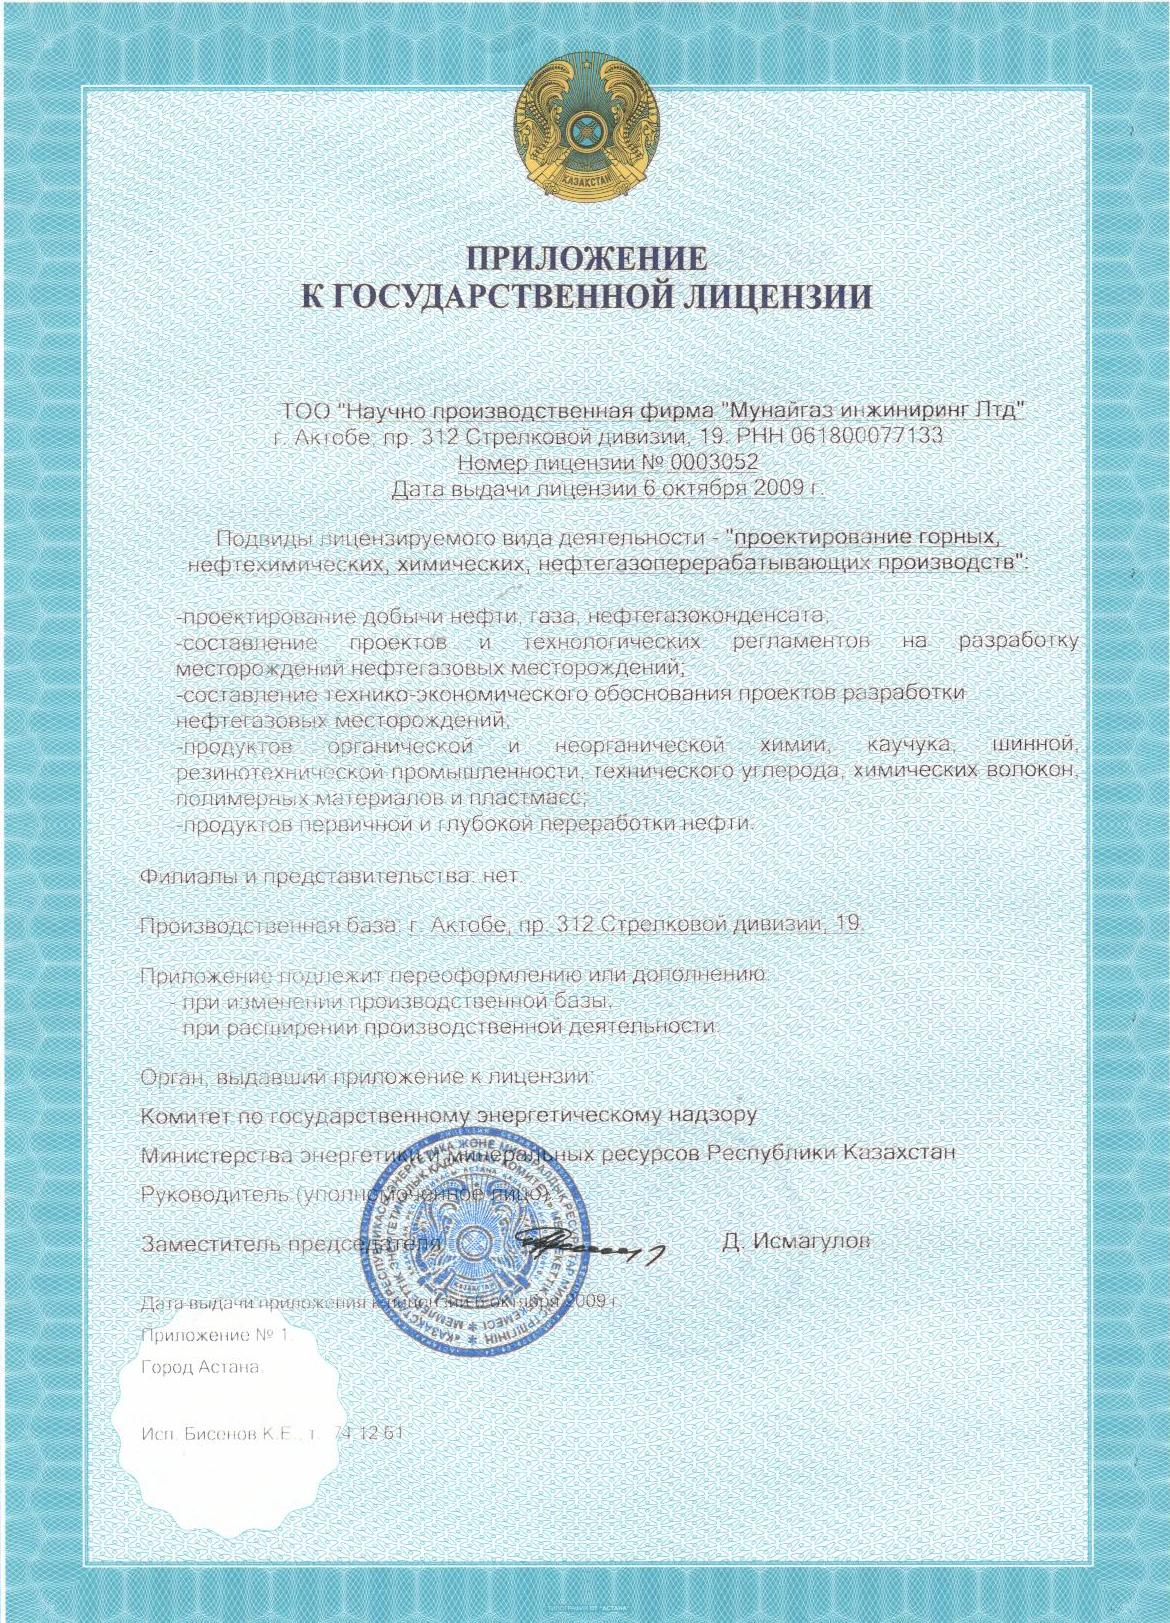 КАЗАКСТАН
ПРИЛОЖЕНИЕ
К ГОСУДАРСТВЕННОЙ ЛИЦЕНЗИИ
ТОО "Научно производственная фирма "Мунайгаз инжиниринг Лтд"
г. Актобе, пр. 312 Стрелковой дивизии, 19. РНН 061800077133
Номер лицензии № 0003052
Дата выдачи лицензии 6 октября 2009 г.
Подвиды лицензируемого вида деятельности - "проектирование горных,
нефтехимических, химических, нефтегазоперерабатывающих производств":
-проектирование добычи нефти, газа, нефтегазоконденсата;
-составление проектов и технологических регламентов на разработку
месторождений нефтегазовых месторождений;
-составление технико-экономического обоснования проектов разработки
нефтегазовых месторождений;
-продуктов органической и неорганической химии, каучука, шинной,
резинотехнической промышленности, технического углерода, химических волокон,
полимерных материалов и пластмасс;
-продуктов первичной и глубокой переработки нефти.
Филиалы и представительства: нет.
Производственная база: г. Актобе, пр. 312 Стрелковой дивизии, 19.
Приложение подлежит переоформлению или дополнению:
- при изменении производственной базы;
- при расширении производственной деятельности.
Орган, выдавший приложение к лицензии:
Комитет по государственному энергетическому надзору
Министерства энергетики и минеральных ресурсов Республики Казахстан
Руководитель (уполномоченное лицо)
Заместитель председателя Д. Исмагулов
Дата выдачи приложения к лицензии 6 октября 2009 г.
Приложение № 1
Город Астана.
Исп. Бисенов К.Е., т. 74 12 61